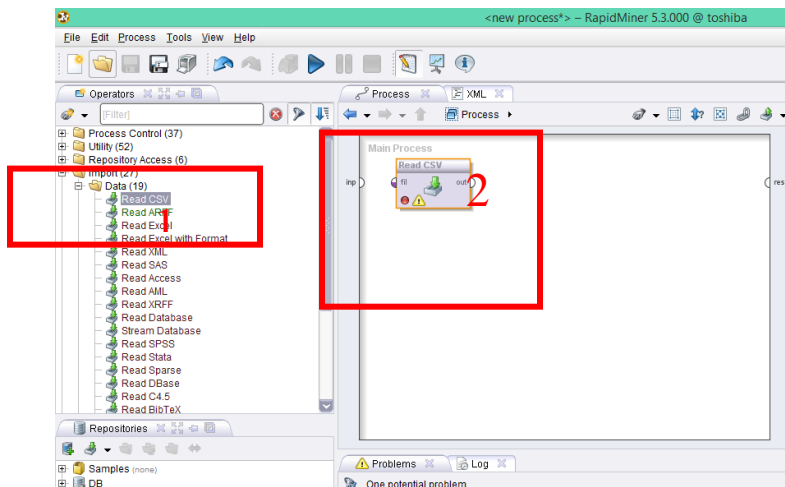 <new process*> – RapidMiner 5.3.000 @ toshiba
File Edit Process Tools View Help
Operators
Process XML
[Filter]
Process
Process Control (37)
Utility (52)
Repository Access (6)
Import (27)
Data (19)
Read CSV
Read ARFF
Read Excel
Read Excel with Format
Read XML
Read SAS
Read Access
Read AML
Read XRFF
Read Database
Stream Database
Read SPSS
Read Stata
Read Sparse
Read DBase
Read C4.5
Read BibTeX
1
Main Process
Read CSV
inp fil out res
2
Repositories
Samples (none)
DB
Problems Log
One potential problem